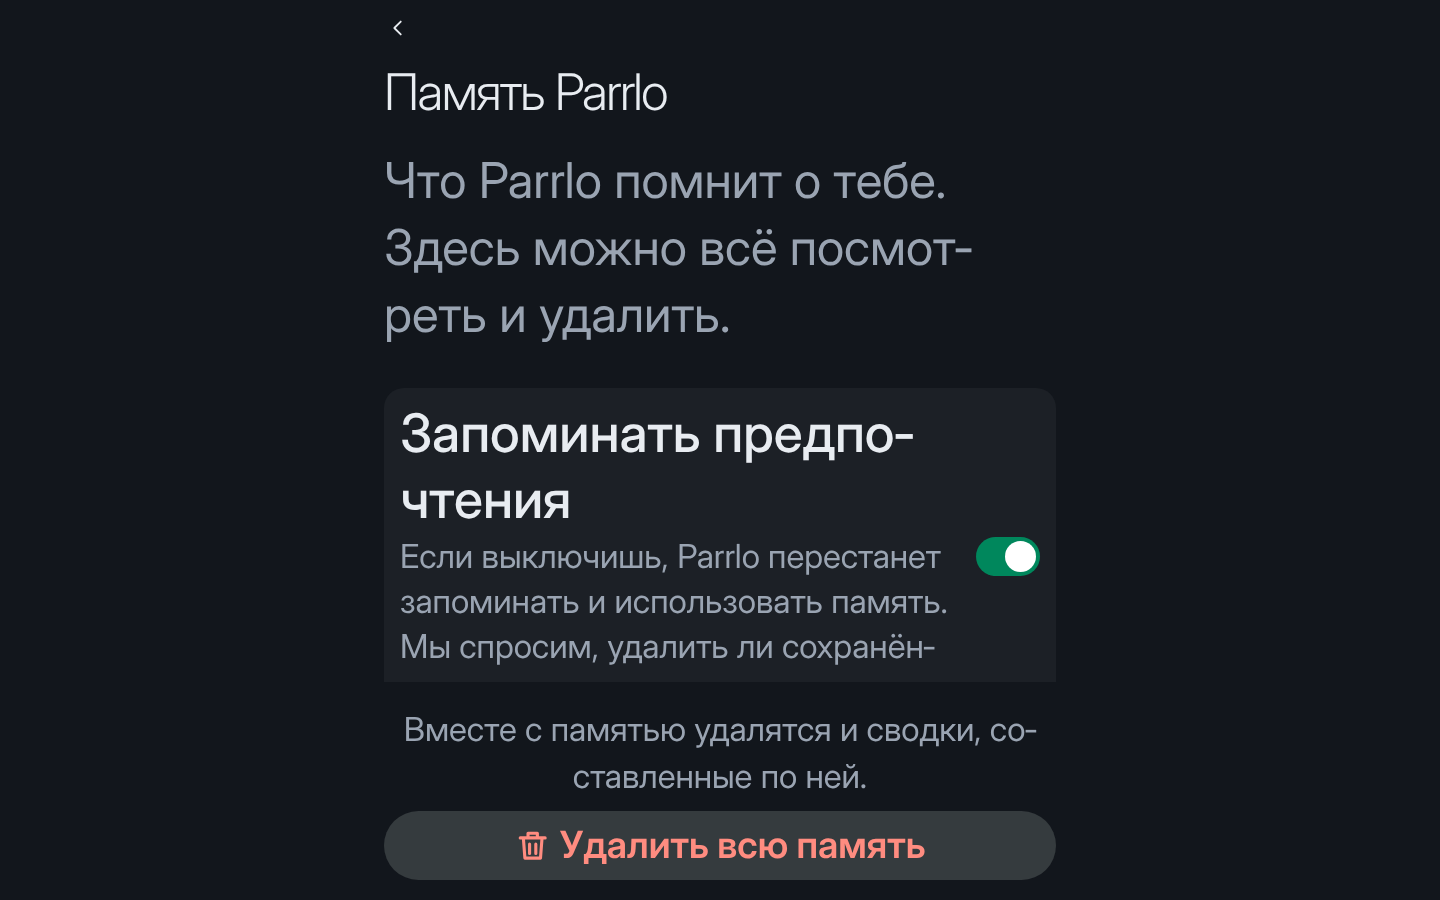 Память Parrlo
Что Parrlo помнит о тебе.
Здесь можно всё посмот-
реть и удалить.
Запоминать предпо-
чтения
Если выключишь, Parrlo перестанет
запоминать и использовать память.
Мы спросим, удалить ли сохранён-
Вместе с памятью удалятся и сводки, со-
ставленные по ней.
Удалить всю память